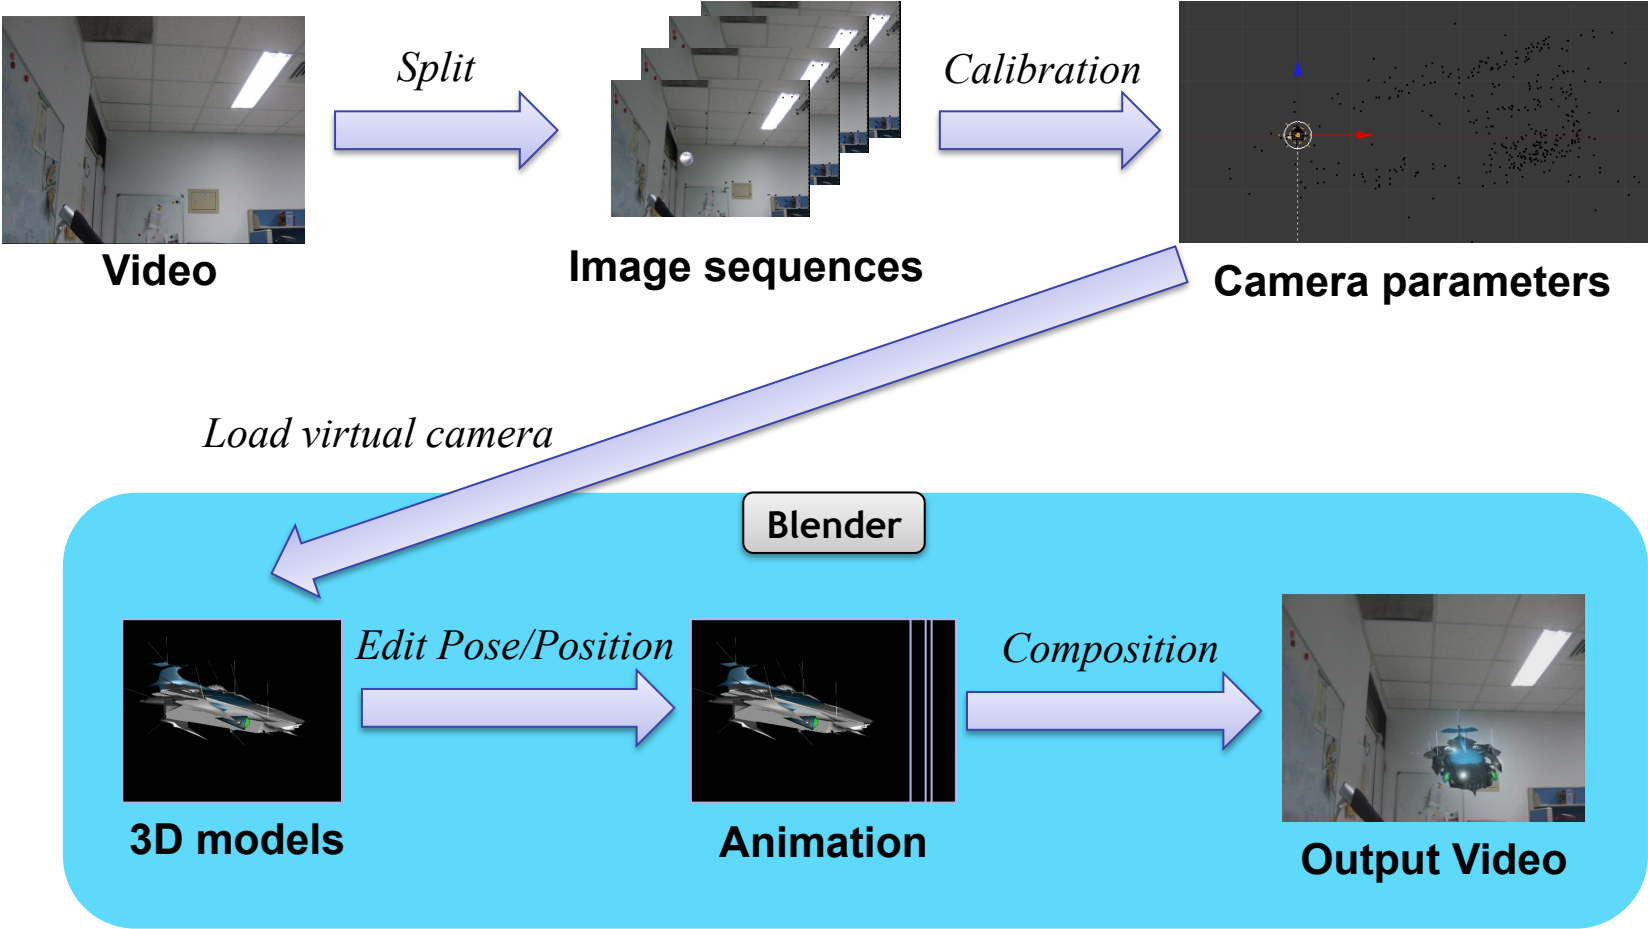 Split
Calibration
Video
Image sequences
Camera parameters
Load virtual camera
Blender
Edit Pose/Position
Composition
3D models
Animation
Output Video